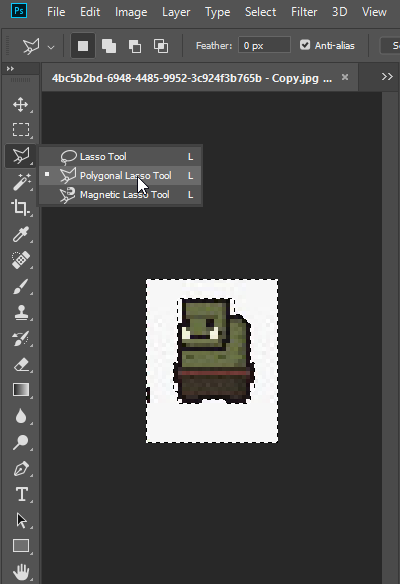 Ps File Edit Image Layer Type Select Filter 3D View
Feather: 0 px Anti-alias
4bc5b2bd-6948-4485-9952-3c924f3b765b - Copy.jpg ... ×
Lasso Tool L
Polygonal Lasso Tool L
Magnetic Lasso Tool L
T